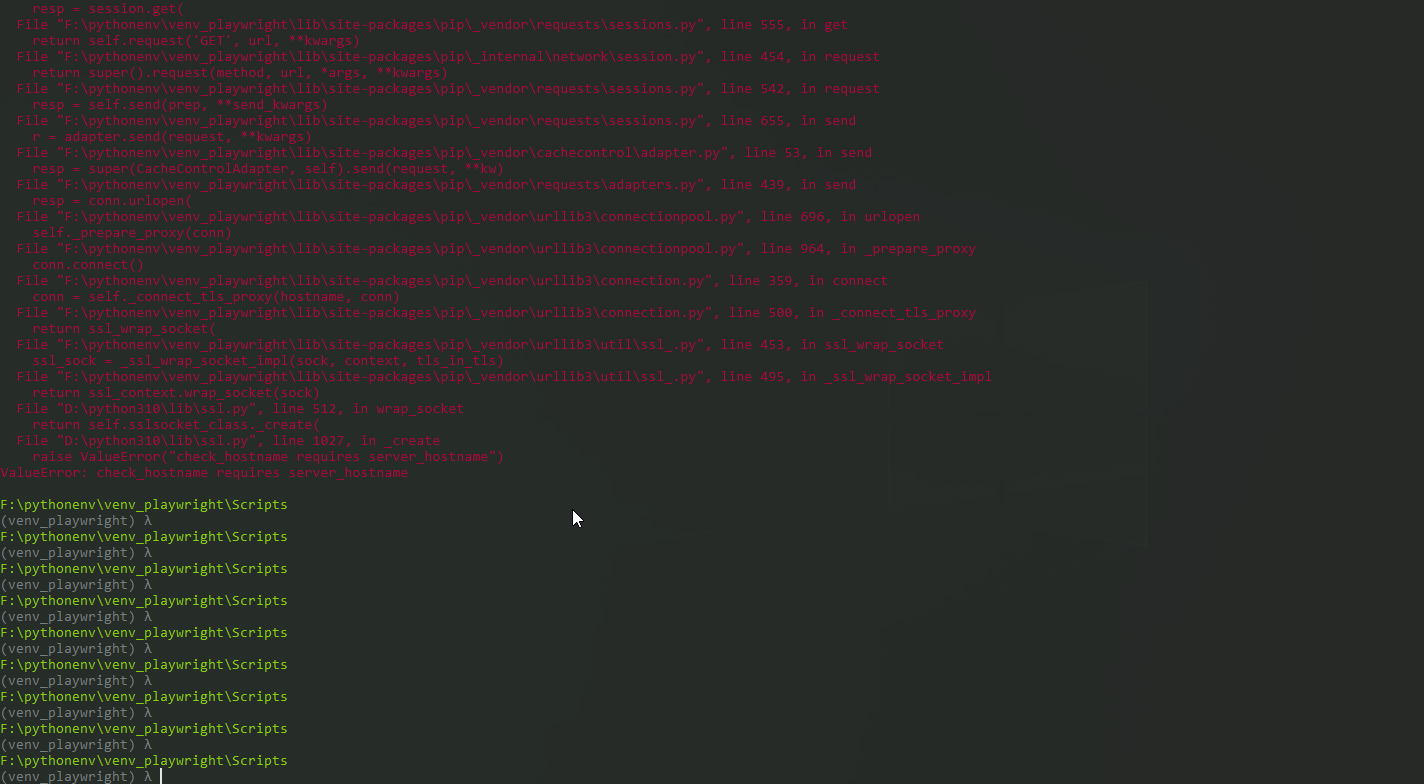 resp = session.get(
File "F:\pythonenv\venv_playwright\lib\site-packages\pip\_vendor\requests\sessions.py", line 555, in get
return self.request('GET', url, **kwargs)
File "F:\pythonenv\venv_playwright\lib\site-packages\pip\_internal\network\session.py", line 454, in request
return super().request(method, url, *args, **kwargs)
File "F:\pythonenv\venv_playwright\lib\site-packages\pip\_vendor\requests\sessions.py", line 542, in request
resp = self.send(prep, **send_kwargs)
File "F:\pythonenv\venv_playwright\lib\site-packages\pip\_vendor\requests\sessions.py", line 655, in send
r = adapter.send(request, **kwargs)
File "F:\pythonenv\venv_playwright\lib\site-packages\pip\_vendor\cachecontrol\adapter.py", line 53, in send
resp = super(CacheControlAdapter, self).send(request, **kw)
File "F:\pythonenv\venv_playwright\lib\site-packages\pip\_vendor\requests\adapters.py", line 439, in send
resp = conn.urlopen(
File "F:\pythonenv\venv_playwright\lib\site-packages\pip\_vendor\urllib3\connectionpool.py", line 696, in urlopen
self._prepare_proxy(conn)
File "F:\pythonenv\venv_playwright\lib\site-packages\pip\_vendor\urllib3\connectionpool.py", line 964, in _prepare_proxy
conn.connect()
File "F:\pythonenv\venv_playwright\lib\site-packages\pip\_vendor\urllib3\connection.py", line 359, in connect
conn = self._connect_tls_proxy(hostname, conn)
File "F:\pythonenv\venv_playwright\lib\site-packages\pip\_vendor\urllib3\connection.py", line 500, in _connect_tls_proxy
return ssl_wrap_socket(
File "F:\pythonenv\venv_playwright\lib\site-packages\pip\_vendor\urllib3\util\ssl_.py", line 453, in ssl_wrap_socket
ssl_sock = _ssl_wrap_socket_impl(sock, context, tls_in_tls)
File "F:\pythonenv\venv_playwright\lib\site-packages\pip\_vendor\urllib3\util\ssl_.py", line 495, in _ssl_wrap_socket_impl
return ssl_context.wrap_socket(sock)
File "D:\python310\lib\ssl.py", line 512, in wrap_socket
return self.sslsocket_class._create(
File "D:\python310\lib\ssl.py", line 1027, in _create
raise ValueError("check_hostname requires server_hostname")
ValueError: check_hostname requires server_hostname
F:\pythonenv\venv_playwright\Scripts
(venv_playwright) λ
F:\pythonenv\venv_playwright\Scripts
(venv_playwright) λ
F:\pythonenv\venv_playwright\Scripts
(venv_playwright) λ
F:\pythonenv\venv_playwright\Scripts
(venv_playwright) λ
F:\pythonenv\venv_playwright\Scripts
(venv_playwright) λ
F:\pythonenv\venv_playwright\Scripts
(venv_playwright) λ
F:\pythonenv\venv_playwright\Scripts
(venv_playwright) λ
F:\pythonenv\venv_playwright\Scripts
(venv_playwright) λ
F:\pythonenv\venv_playwright\Scripts
(venv_playwright) λ